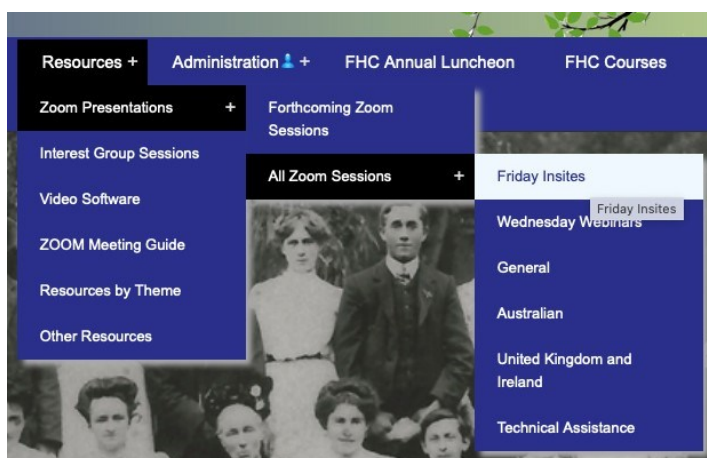 Resources +
Administration +
FHC Annual Luncheon
FHC Courses
Zoom Presentations +
Interest Group Sessions
Video Software
ZOOM Meeting Guide
Resources by Theme
Other Resources
Forthcoming Zoom
Sessions
All Zoom Sessions +
Friday Insites
Friday Insites
Wednesday Webinars
General
Australian
United Kingdom and
Ireland
Technical Assistance